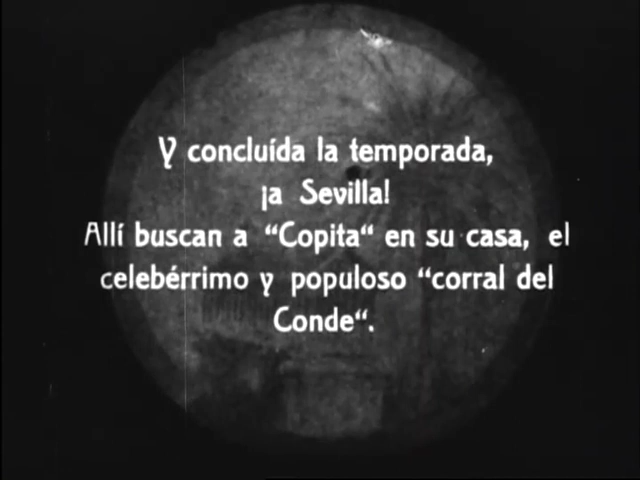 Y concluída la temporada,
¡a Sevilla!
Allí buscan a “Copita“ en su casa, el
celebérrimo y populoso “corral del
Conde“.